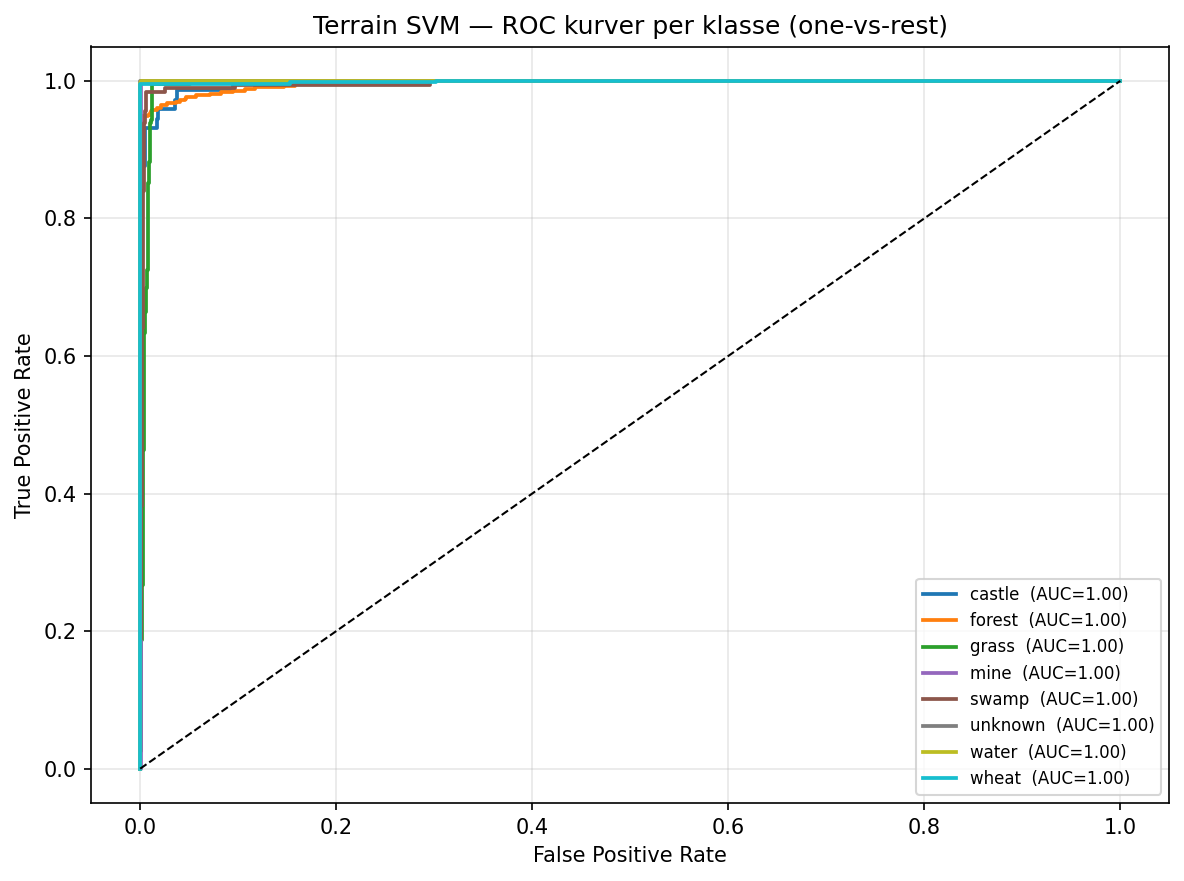 Terrain SVM — ROC kurver per klasse (one-vs-rest)
True Positive Rate
1.0
0.8
0.6
0.4
0.2
0.0
castle (AUC=1.00)
forest (AUC=1.00)
grass (AUC=1.00)
mine (AUC=1.00)
swamp (AUC=1.00)
unknown (AUC=1.00)
water (AUC=1.00)
wheat (AUC=1.00)
0.0 0.2 0.4 0.6 0.8 1.0
False Positive Rate